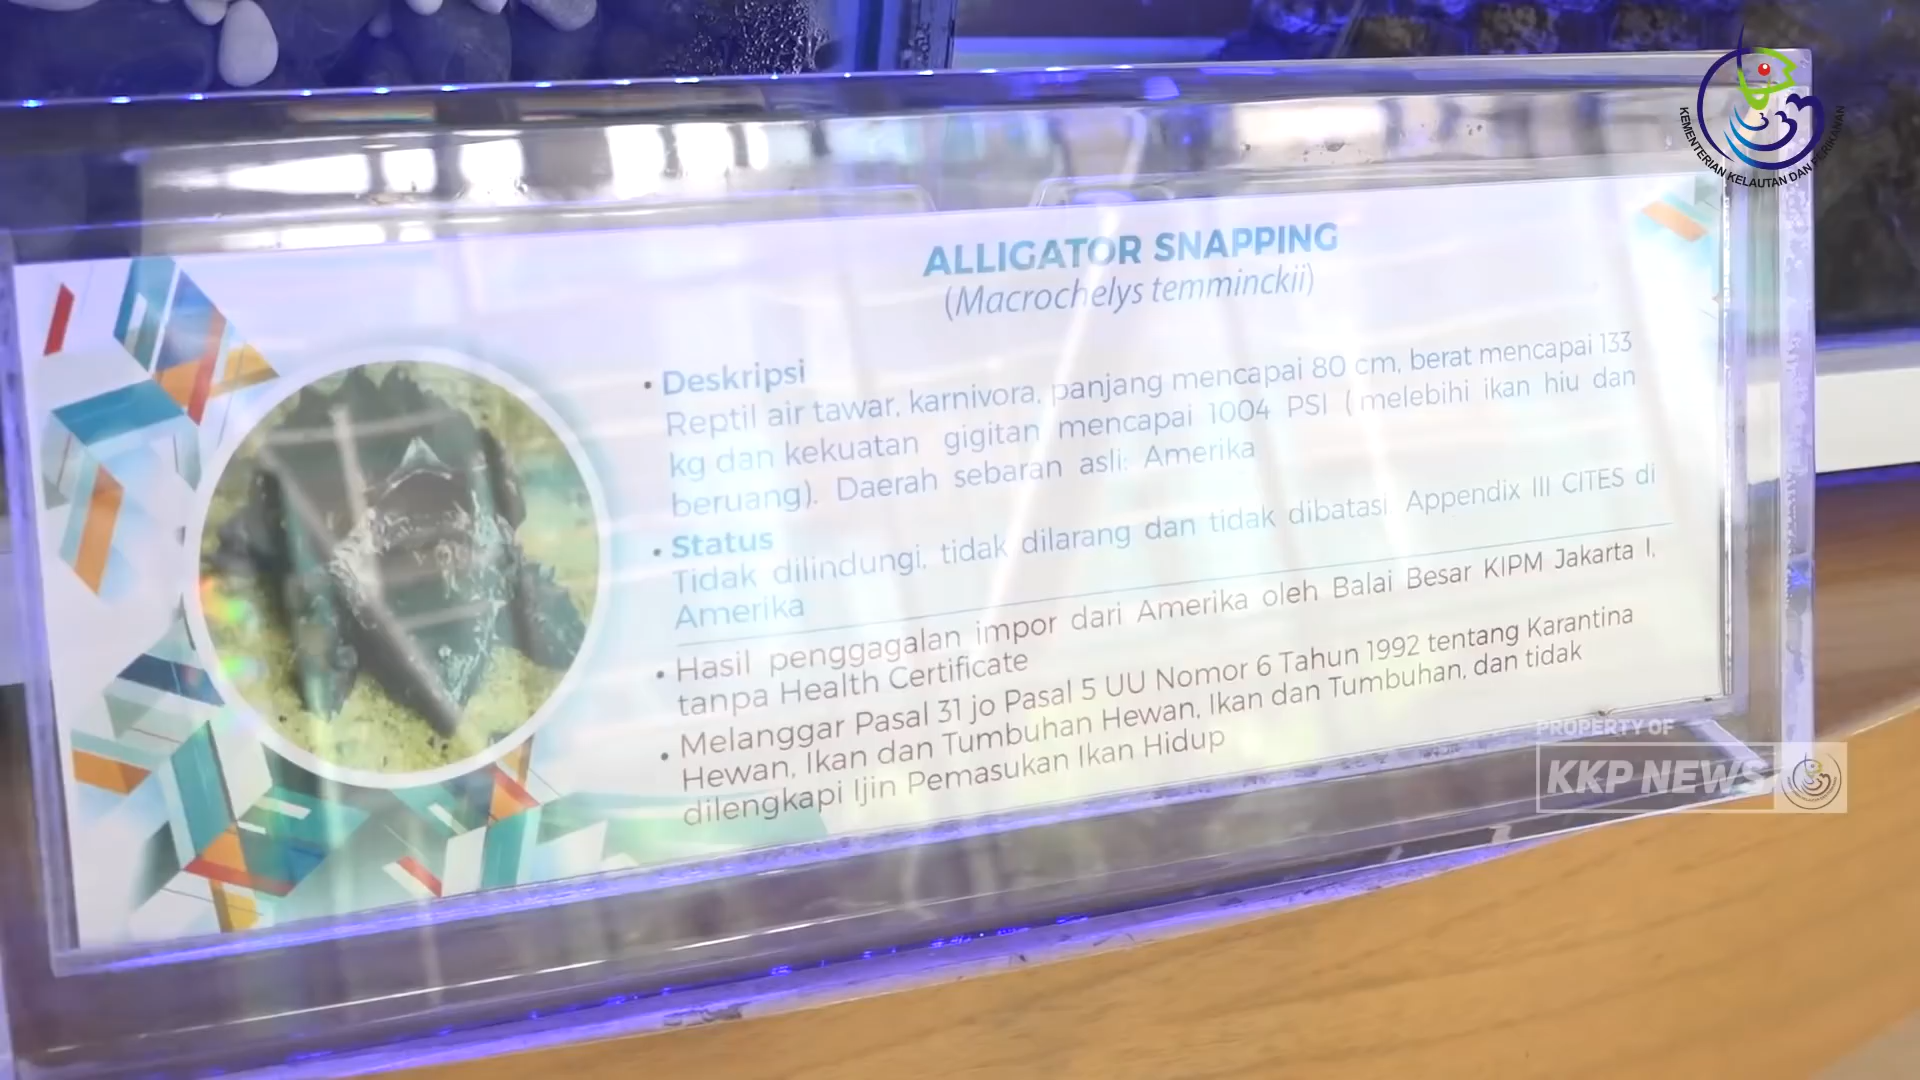 KEMENTERIAN KELAUTAN DAN PERIKANAN
ALLIGATOR SNAPPING
(Macrochelys temminckii)
• Deskripsi
Reptil air tawar, karnivora, panjang mencapai 80 cm, berat mencapai 133
kg dan kekuatan gigitan mencapai 1004 PSI ( melebihi ikan hiu dan
beruang). Daerah sebaran asli: Amerika
• Status
Tidak dilindungi, tidak dilarang dan tidak dibatasi Appendix III CITES di
Amerika
• Hasil penggagalan impor dari Amerika oleh Balai Besar KIPM Jakarta I,
tanpa Health Certificate
• Melanggar Pasal 31 jo Pasal 5 UU Nomor 6 Tahun 1992 tentang Karantina
Hewan, Ikan dan Tumbuhan Hewan, Ikan dan Tumbuhan, dan tidak
dilengkapi Ijin Pemasukan Ikan Hidup
PROPERTY OF
KKP NEWS